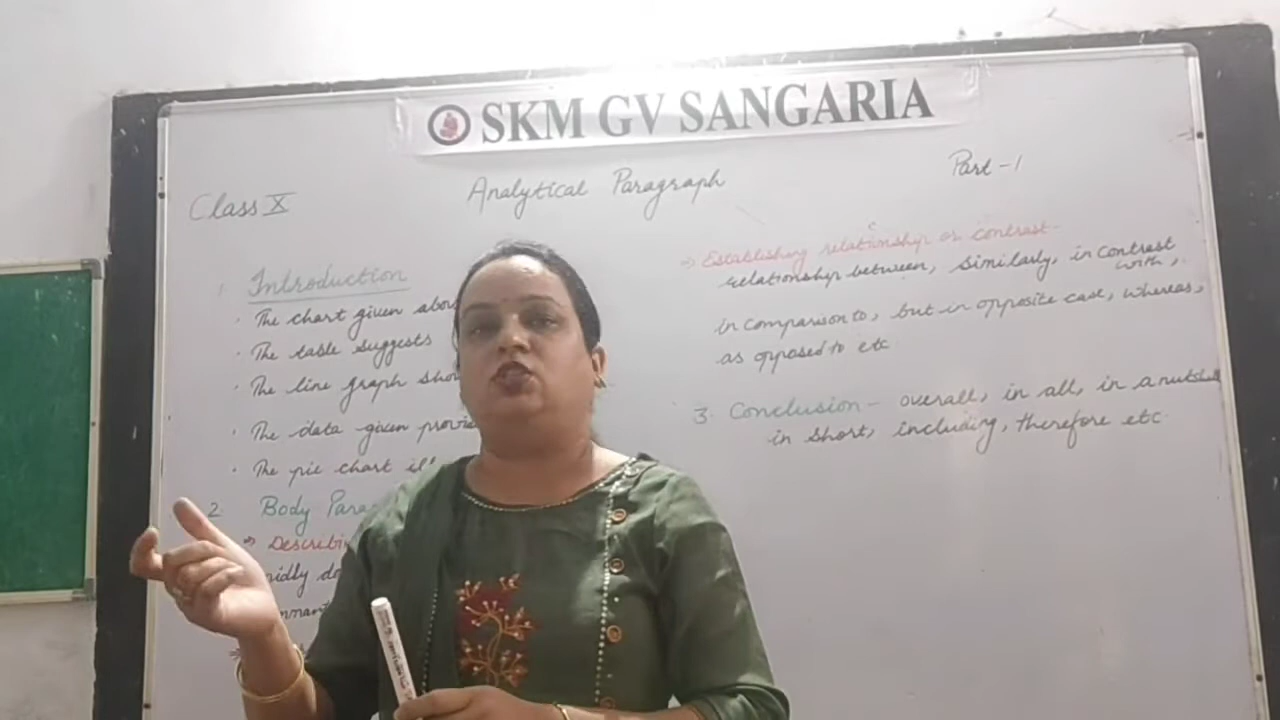 SKM GV SANGARIA
Analytical Paragraph
Part -1
Class X
1 Introduction
· The chart given
· The table suggests
· The line graph
· The data given
· The pie chart
2 Body
⇒ Establishing relationship or contrast-
relationship between, similarly, in contrast
with,
in comparison to, but in opposite case, whereas,
as opposed to etc
3. Conclusion - overall, in all, in a nutshell
in short, including, therefore etc.